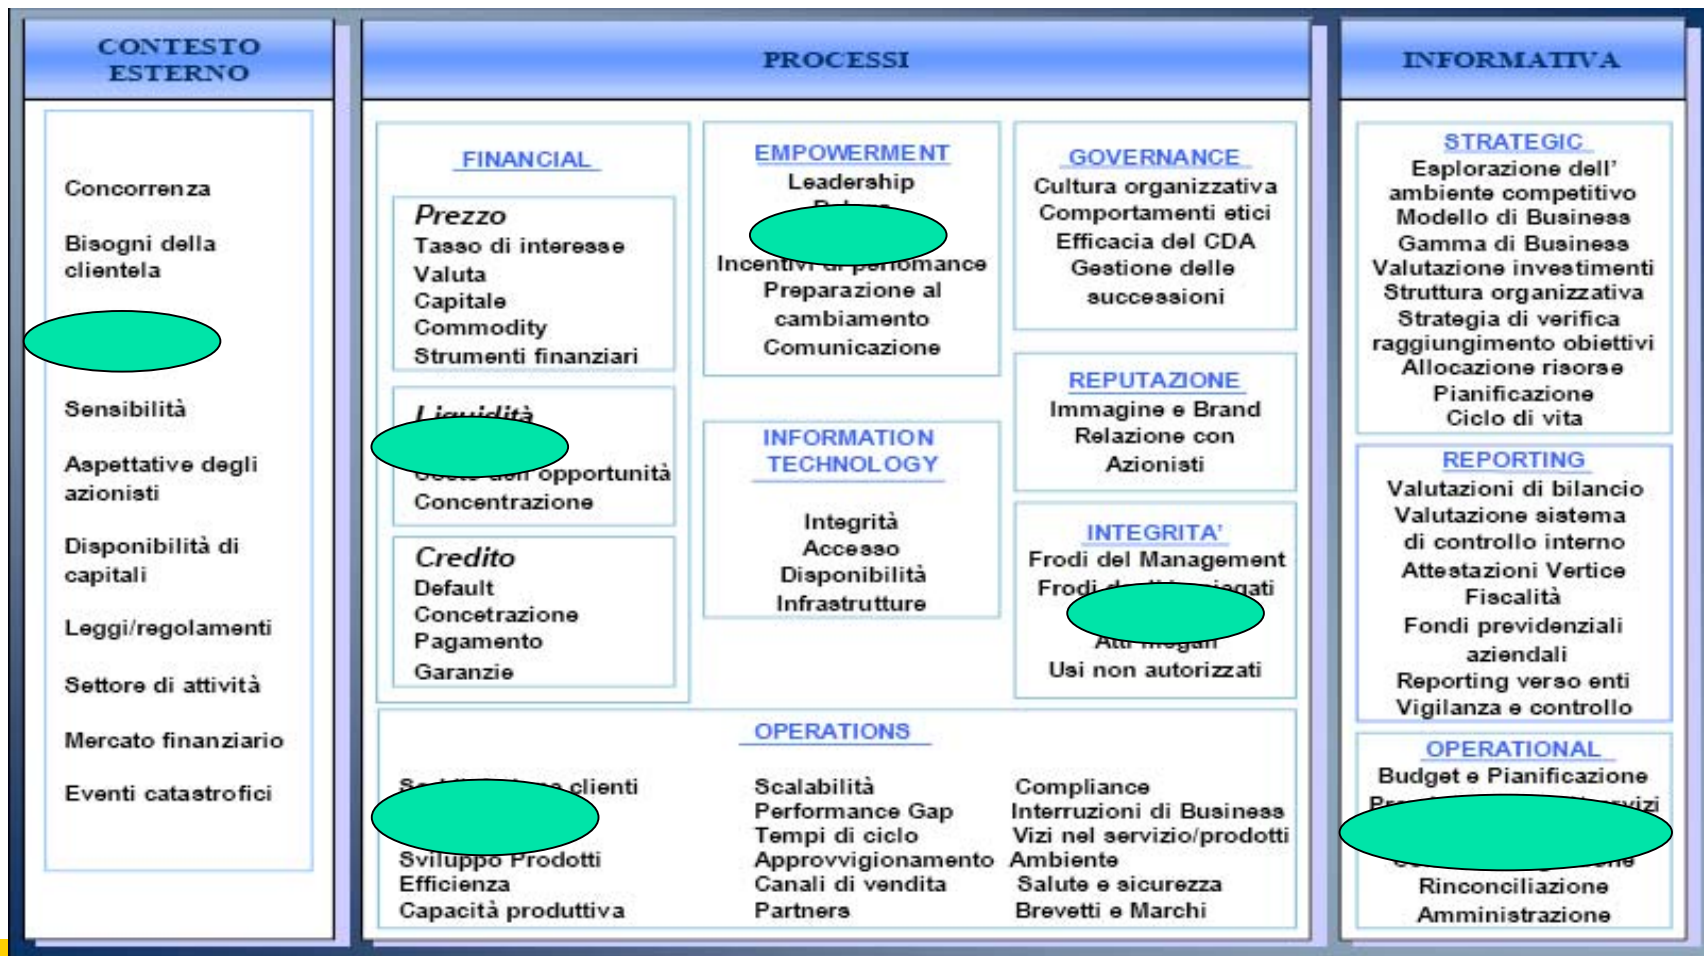 CONTESTO
ESTERNO
Concorrenza
Bisogni della
clientela
Sensibilità
Aspettative degli
azionisti
Disponibilità di
capitali
Leggi/regolamenti
Settore di attività
Mercato finanziario
Eventi catastrofici
PROCESSI
FINANCIAL
Prezzo
Tasso di interesse
Valuta
Capitale
Commodity
Strumenti finanziari
Liquidità
opportunità
Concentrazione
Credito
Default
Concetrazione
Pagamento
Garanzie
EMPOWERMENT
Leadership
Incentivi di perfomance
Preparazione al
cambiamento
Comunicazione
INFORMATION
TECHNOLOGY
Integrità
Accesso
Disponibilità
Infrastrutture
GOVERNANCE
Cultura organizzativa
Comportamenti etici
Efficacia del CDA
Gestione delle
successioni
REPUTAZIONE
Immagine e Brand
Relazione con
Azionisti
INTEGRITA’
Frodi del Management
Frodi
Usi non autorizzati
OPERATIONS
clienti
Sviluppo Prodotti
Efficienza
Capacità produttiva
Scalabilità
Performance Gap
Tempi di ciclo
Approvvigionamento
Canali di vendita
Partners
Compliance
Interruzioni di Business
Vizi nel servizio/prodotti
Ambiente
Salute e sicurezza
Brevetti e Marchi
INFORMATIVA
STRATEGIC
Esplorazione dell’
ambiente competitivo
Modello di Business
Gamma di Business
Valutazione investimenti
Struttura organizzativa
Strategia di verifica
raggiungimento obiettivi
Allocazione risorse
Pianificazione
Ciclo di vita
REPORTING
Valutazioni di bilancio
Valutazione sistema
di controllo interno
Attestazioni Vertice
Fiscalità
Fondi previdenziali
aziendali
Reporting verso enti
Vigilanza e controllo
OPERATIONAL
Budget e Pianificazione
Rinconciliazione
Amministrazione